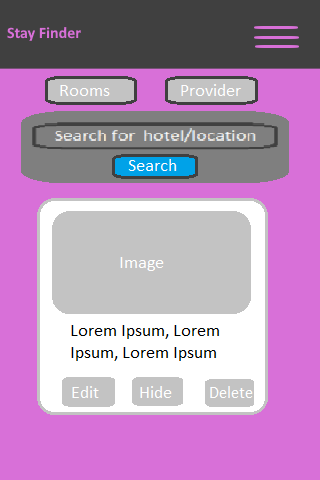 Stay Finder
Rooms
Provider
Search for hotel/location
Search
Image
Lorem Ipsum, Lorem
Ipsum, Lorem Ipsum
Edit
Hide
Delete